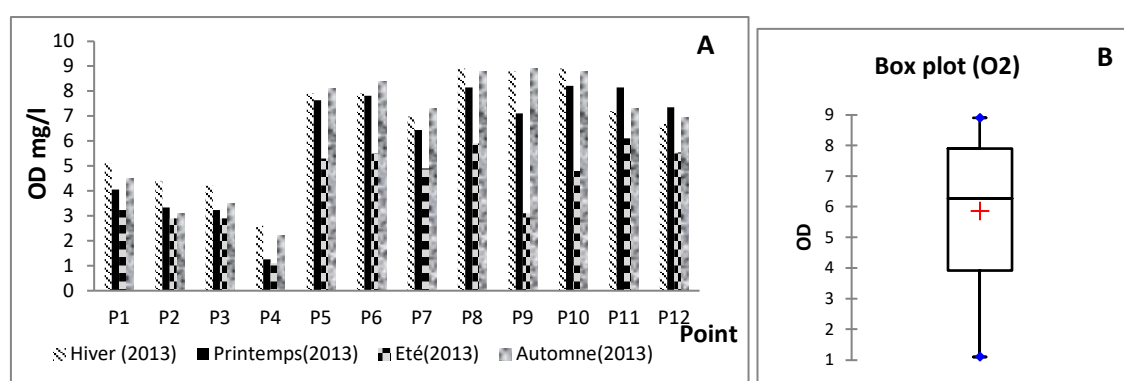 A
OD mg/l
10
9
8
7
6
5
4
3
2
1
0
P1 P2 P3 P4 P5 P6 P7 P8 P9 P10 P11 P12
Point
Hiver (2013) Printemps(2013) Eté(2013) Automne(2013)
B
Box plot (O2)
OD
9
8
7
6
5
4
3
2
1